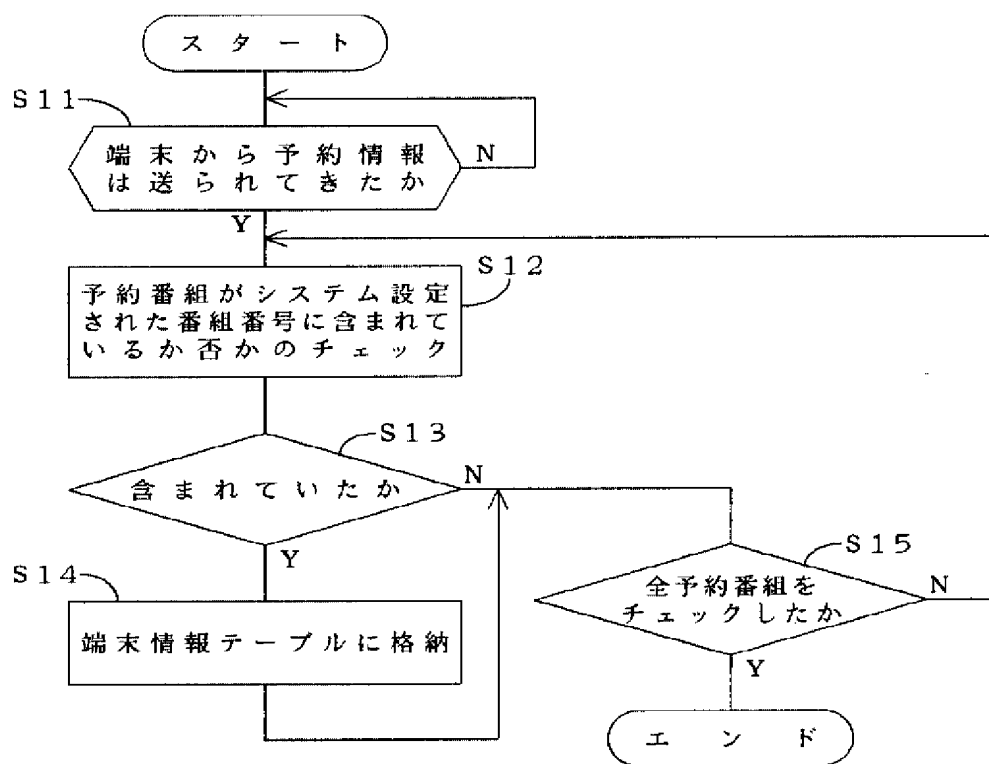 スタート
S11
端末から予約情報
は送られてきたか
N
Y
S12
予約番組がシステム設定
された番組番号に含まれて
いるか否かのチェック
S13
含まれていたか
N
Y
S14
端末情報テーブルに格納
S15
全予約番組を
チェックしたか
N
Y
エンド